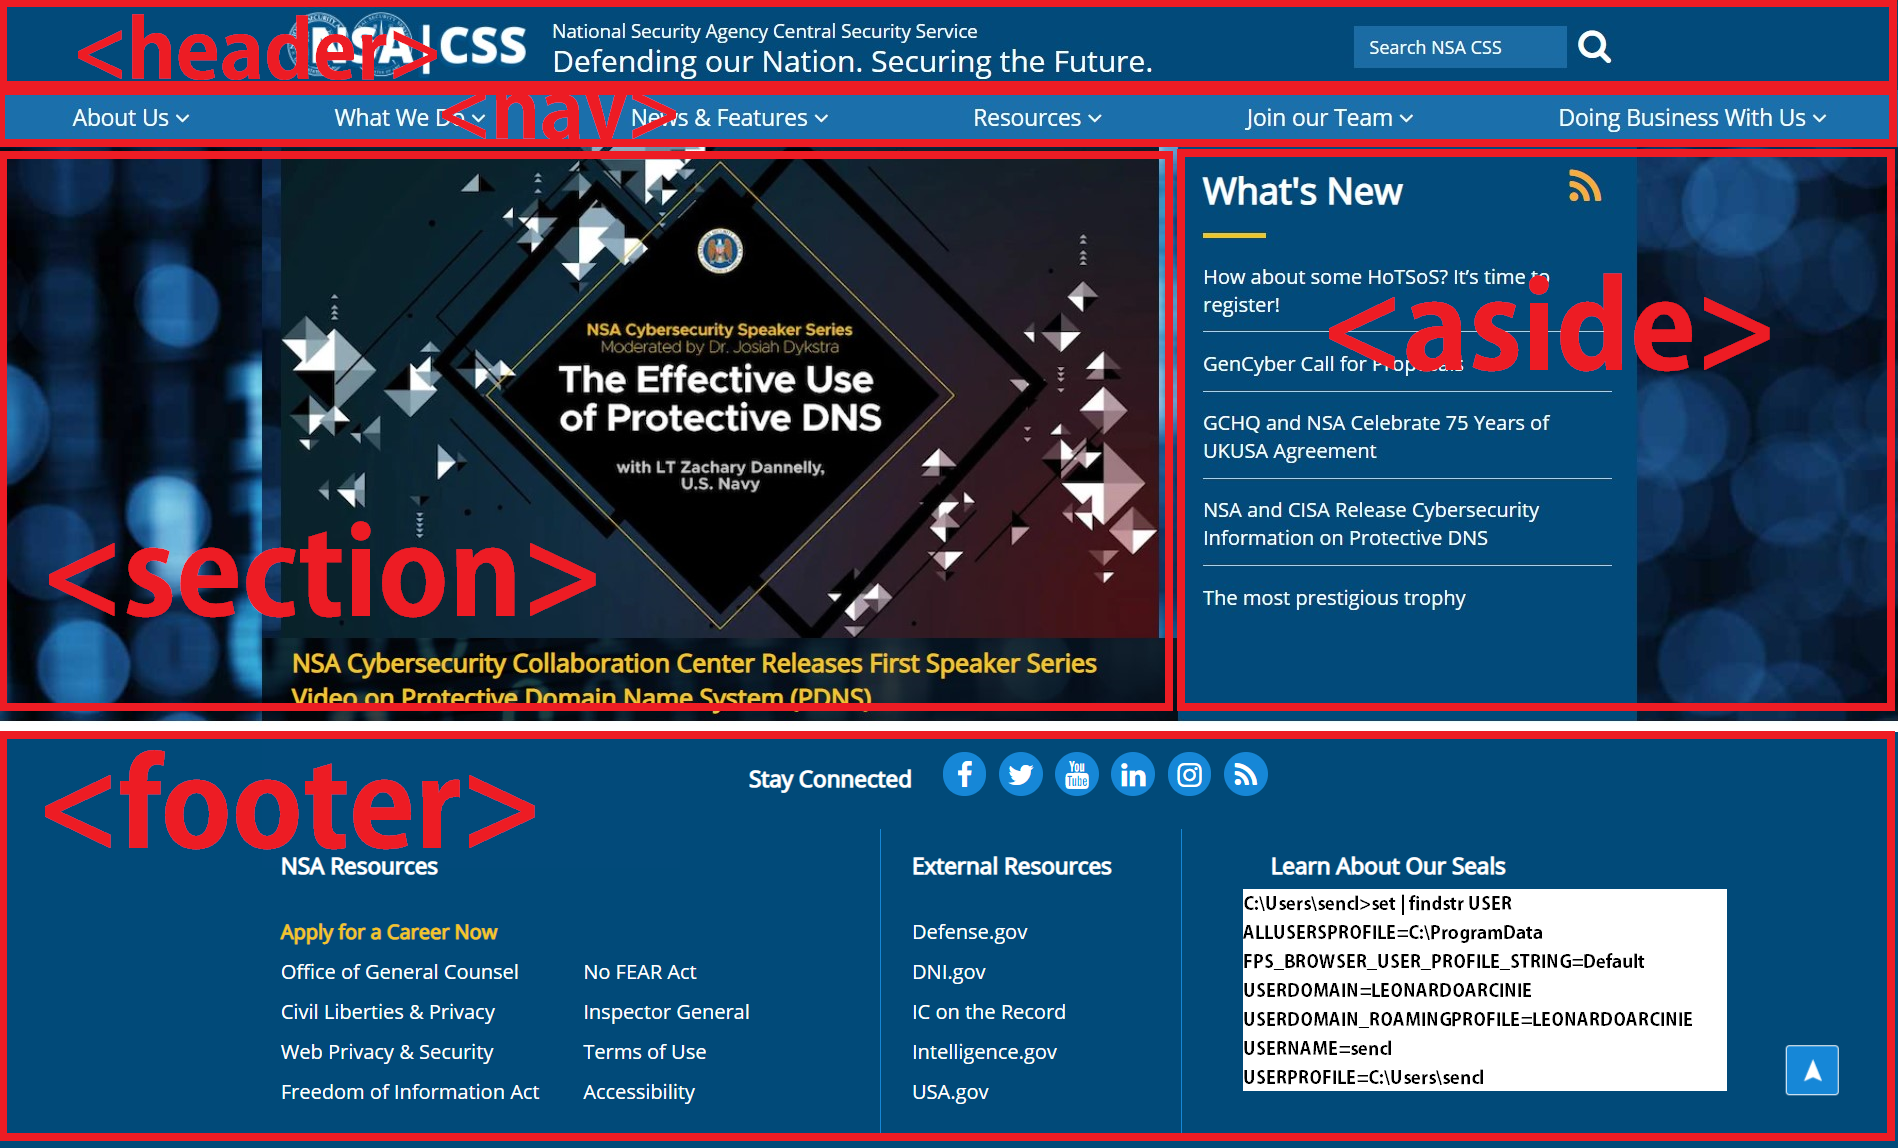 <header>
NSA|CSS
National Security Agency Central Security Service
Defending our Nation. Securing the Future.
Search NSA CSS
<nav>
About Us
What We Do
News & Features
Resources
Join our Team
Doing Business With Us
NSA Cybersecurity Speaker Series
Moderated by Dr. Josiah Dykstra
The Effective Use
of Protective DNS
with LT Zachary Dannelly,
U.S. Navy
<section>
NSA Cybersecurity Collaboration Center Releases First Speaker Series
Video on Protective Domain Name System (PDNS)
What's New
How about some HoTSoS? It’s time to
register!
<aside>
GenCyber Call for Proposals
GCHQ and NSA Celebrate 75 Years of
UKUSA Agreement
NSA and CISA Release Cybersecurity
Information on Protective DNS
The most prestigious trophy
<footer>
Stay Connected
You
Tube
NSA Resources
Apply for a Career Now
Office of General Counsel
Civil Liberties & Privacy
Web Privacy & Security
Freedom of Information Act
No FEAR Act
Inspector General
Terms of Use
Accessibility
External Resources
Defense.gov
DNI.gov
IC on the Record
Intelligence.gov
USA.gov
Learn About Our Seals
C:\Users\sencl>set | findstr USER
ALLUSERSPROFILE=C:\ProgramData
FPS_BROWSER_USER_PROFILE_STRING=Default
USERDOMAIN=LEONARDOARCINIE
USERDOMAIN_ROAMINGPROFILE=LEONARDOARCINIE
USERNAME=sencl
USERPROFILE=C:\Users\sencl